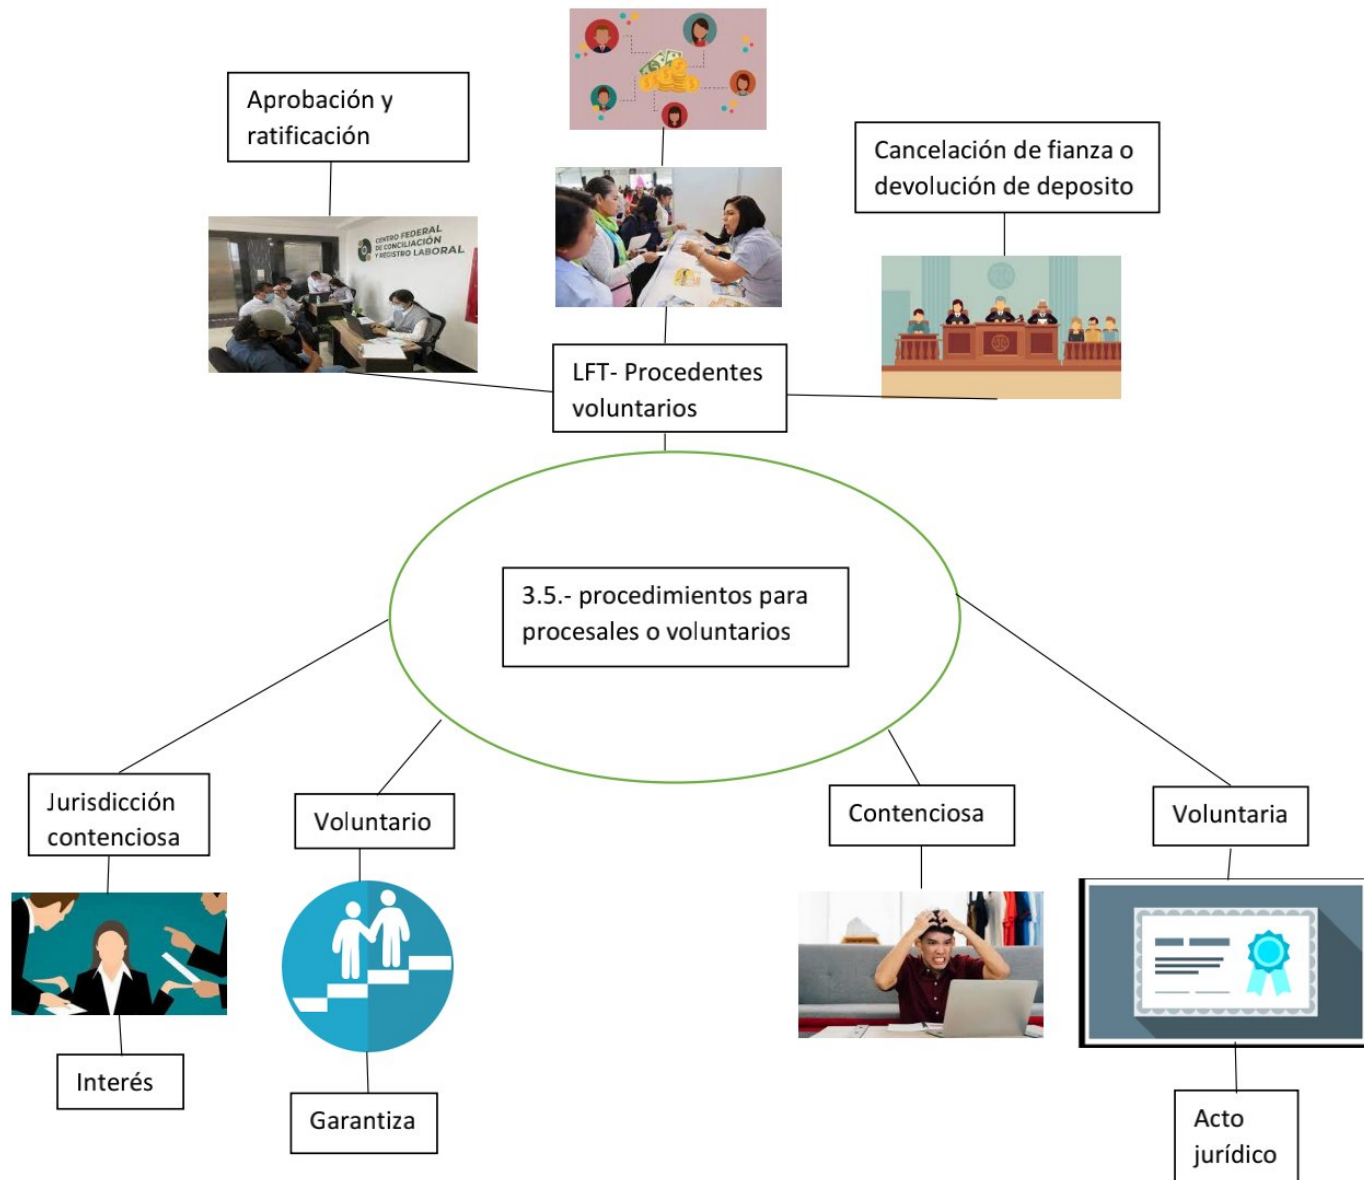 Aprobación y
ratificación
Cancelación de fianza o
devolución de deposito
CENTRO FEDERAL
DE CONCILIACIÓN
Y REGISTRO LABORAL
LFT- Procedentes
voluntarios
3.5.- procedimientos para
procesales o voluntarios
Jurisdicción
contenciosa
Voluntario
Contenciosa
Voluntaria
Interés
Garantiza
Acto
jurídico